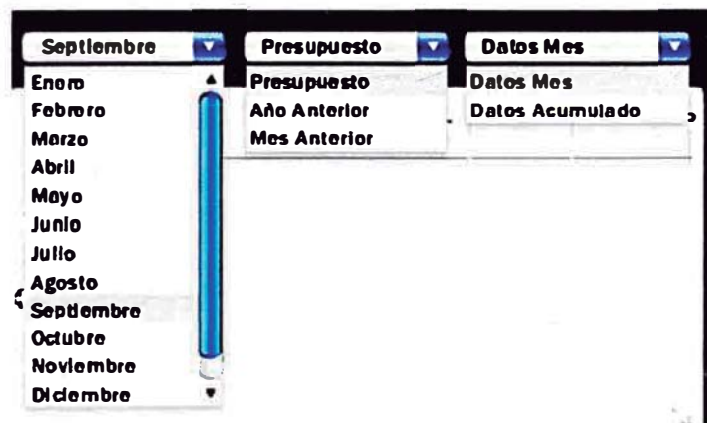 Septiembre
Enero
Febrero
Marzo
Abril
Mayo
Junio
Julio
Agosto
Septiembre
Octubre
Noviembre
Diciembre
Presupuesto
Presupuesto
Año Anterior
Mes Anterior
Datos Mes
Datos Mes
Datos Acumulado